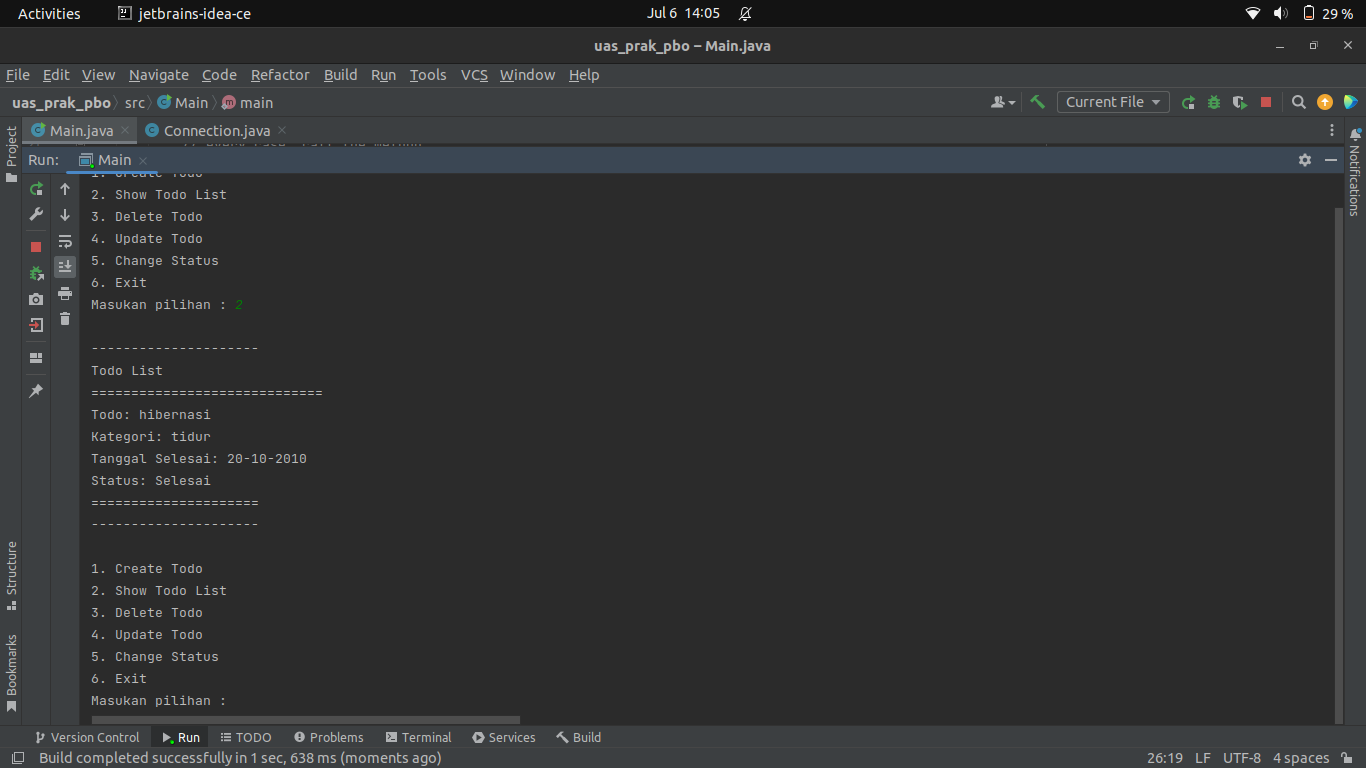 Activities jetbrains-idea-ce Jul 6 14:05 29 %
uas_prak_pbo – Main.java
File Edit View Navigate Code Refactor Build Run Tools VCS Window Help
uas_prak_pbo src Main main Current File
Main.java Connection.java
Project
Notifications
Run: Main
1. Create Todo
2. Show Todo List
3. Delete Todo
4. Update Todo
5. Change Status
6. Exit
Masukan pilihan : 2
---------------------
Todo List
=============================
Todo: hibernasi
Kategori: tidur
Tanggal Selesai: 20-10-2010
Status: Selesai
=====================
---------------------
1. Create Todo
2. Show Todo List
3. Delete Todo
4. Update Todo
5. Change Status
6. Exit
Masukan pilihan :
Structure
Bookmarks
Version Control Run TODO Problems Terminal Services Build
Build completed successfully in 1 sec, 638 ms (moments ago) 26:19 LF UTF-8 4 spaces